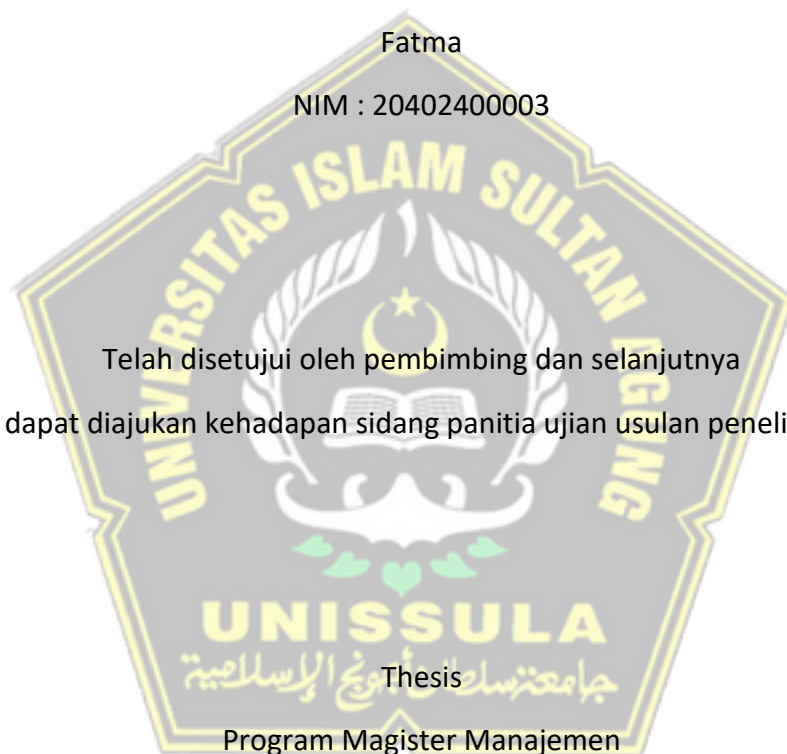 Fatma
NIM : 20402400003
UNIVERSITAS ISLAM SULTAN AGUNG
Telah disetujui oleh pembimbing dan selanjutnya
dapat diajukan kehadapan sidang panitia ujian usulan peneli
UNISSULA
جامعة سلطان أجونج الإسلامية
Thesis
Program Magister Manajemen